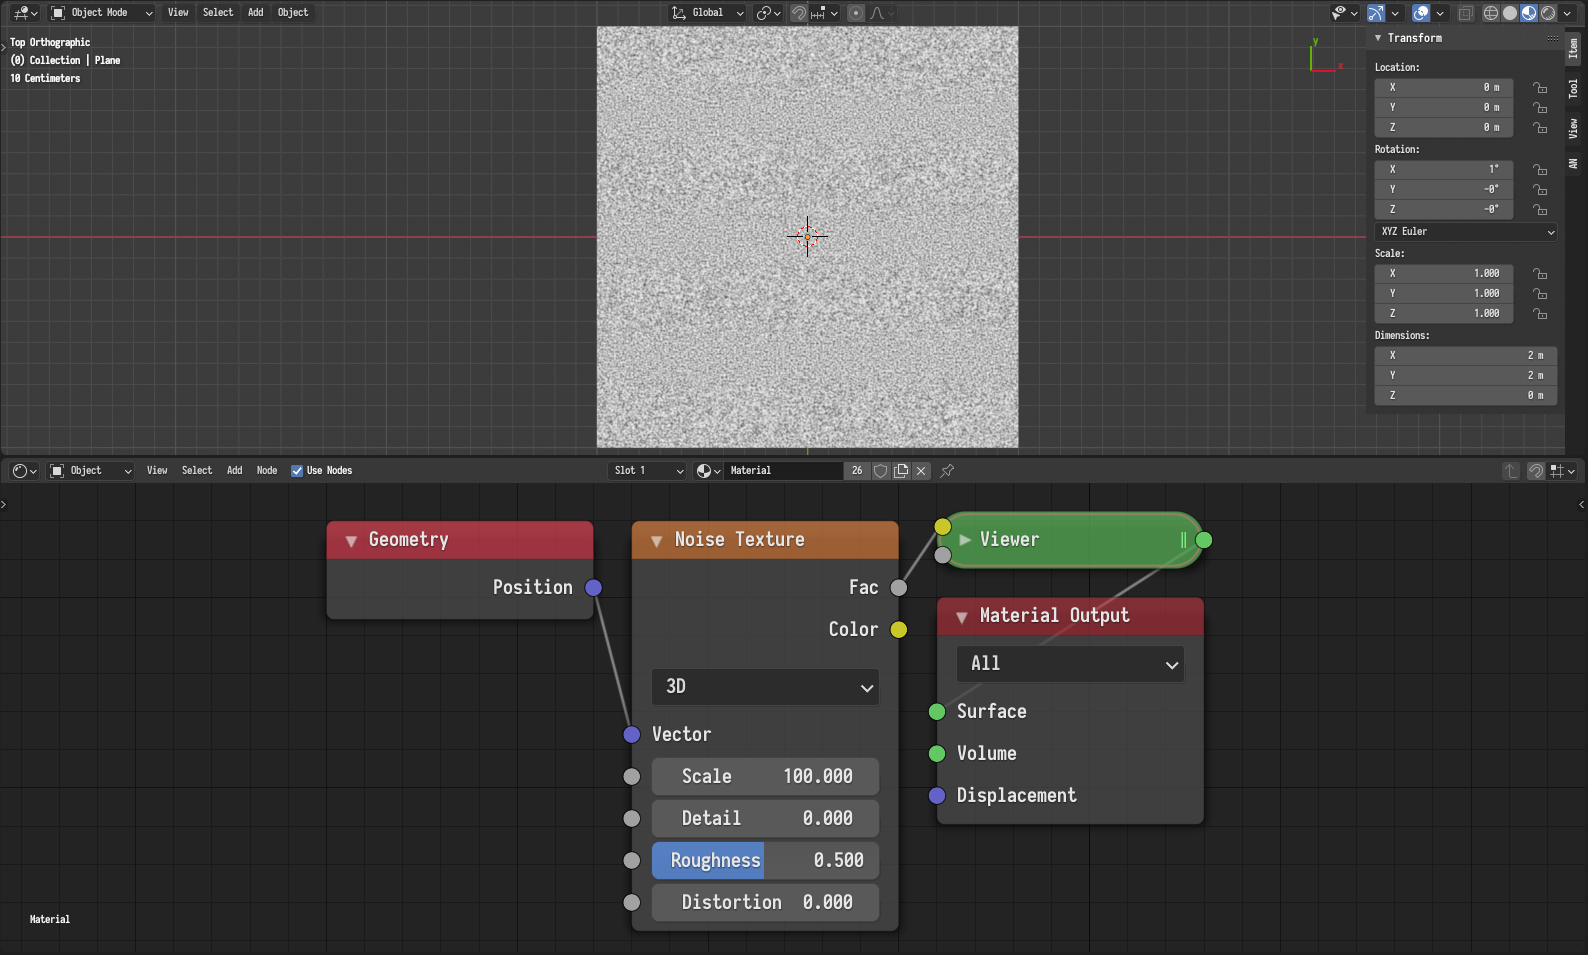 Object Mode View Select Add Object Global
Top Orthographic
(0) Collection | Plane
10 Centimeters
y
x
Transform
Location:
X 0 m
Y 0 m
Z 0 m
Rotation:
X 1°
Y -0°
Z -0°
XYZ Euler
Scale:
X 1.000
Y 1.000
Z 1.000
Dimensions:
X 2 m
Y 2 m
Z 0 m
Item
Tool
View
AN
Object View Select Add Node Use Nodes Slot 1 Material 26
Geometry
Position
Noise Texture
Fac
Color
3D
Vector
Scale 100.000
Detail 0.000
Roughness 0.500
Distortion 0.000
Viewer
Material Output
All
Surface
Volume
Displacement
Material